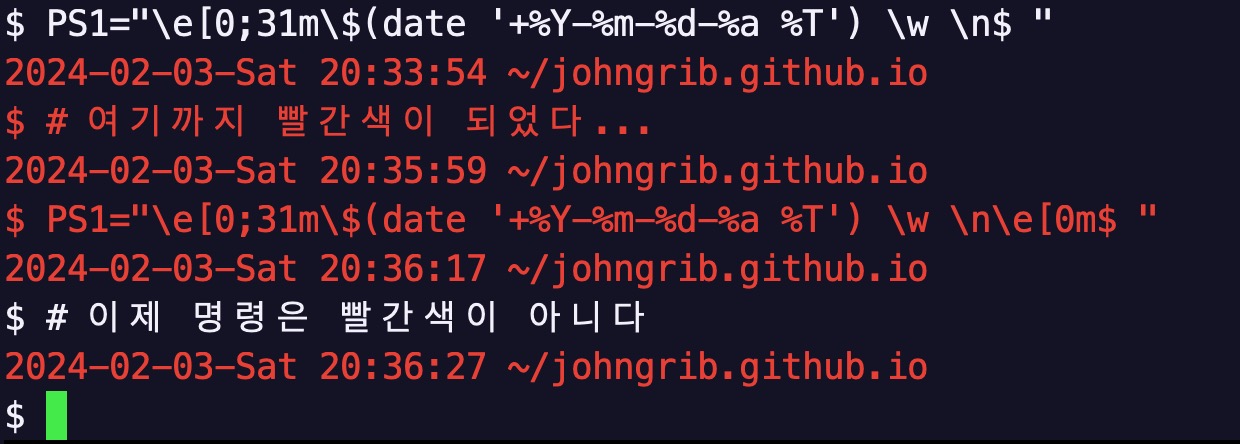 $ PS1="\e[0;31m\$(date '+%Y-%m-%d-%a %T') \w \n$ "
2024-02-03-Sat 20:33:54 ~/johngrib.github.io
$ # 여기까지 빨간색이 되었다...
2024-02-03-Sat 20:35:59 ~/johngrib.github.io
$ PS1="\e[0;31m\$(date '+%Y-%m-%d-%a %T') \w \n\e[0m$ "
2024-02-03-Sat 20:36:17 ~/johngrib.github.io
$ # 이제 명령은 빨간색이 아니다
2024-02-03-Sat 20:36:27 ~/johngrib.github.io
$